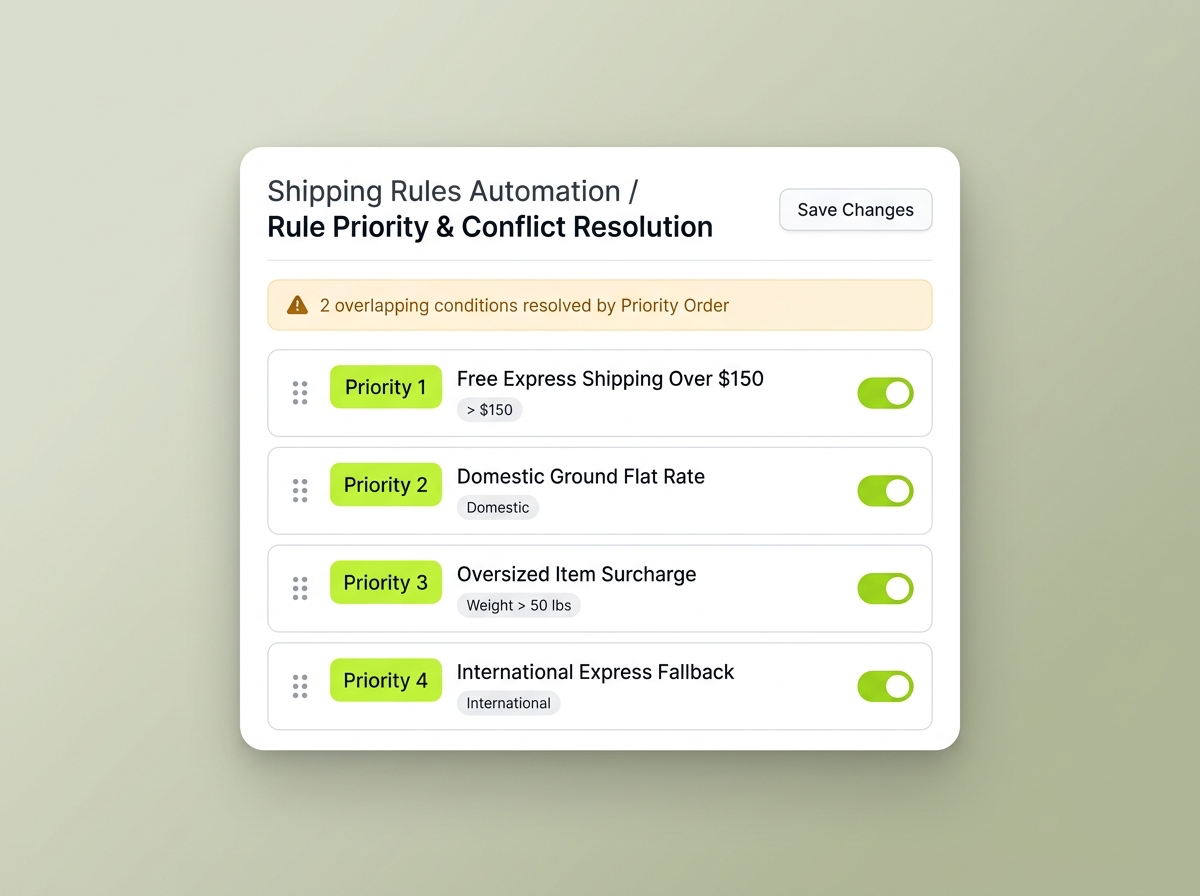 Shipping Rules Automation /
Rule Priority & Conflict Resolution
Save Changes
2 overlapping conditions resolved by Priority Order
Priority 1
Free Express Shipping Over $150
> $150
Priority 2
Domestic Ground Flat Rate
Domestic
Priority 3
Oversized Item Surcharge
Weight > 50 lbs
Priority 4
International Express Fallback
International